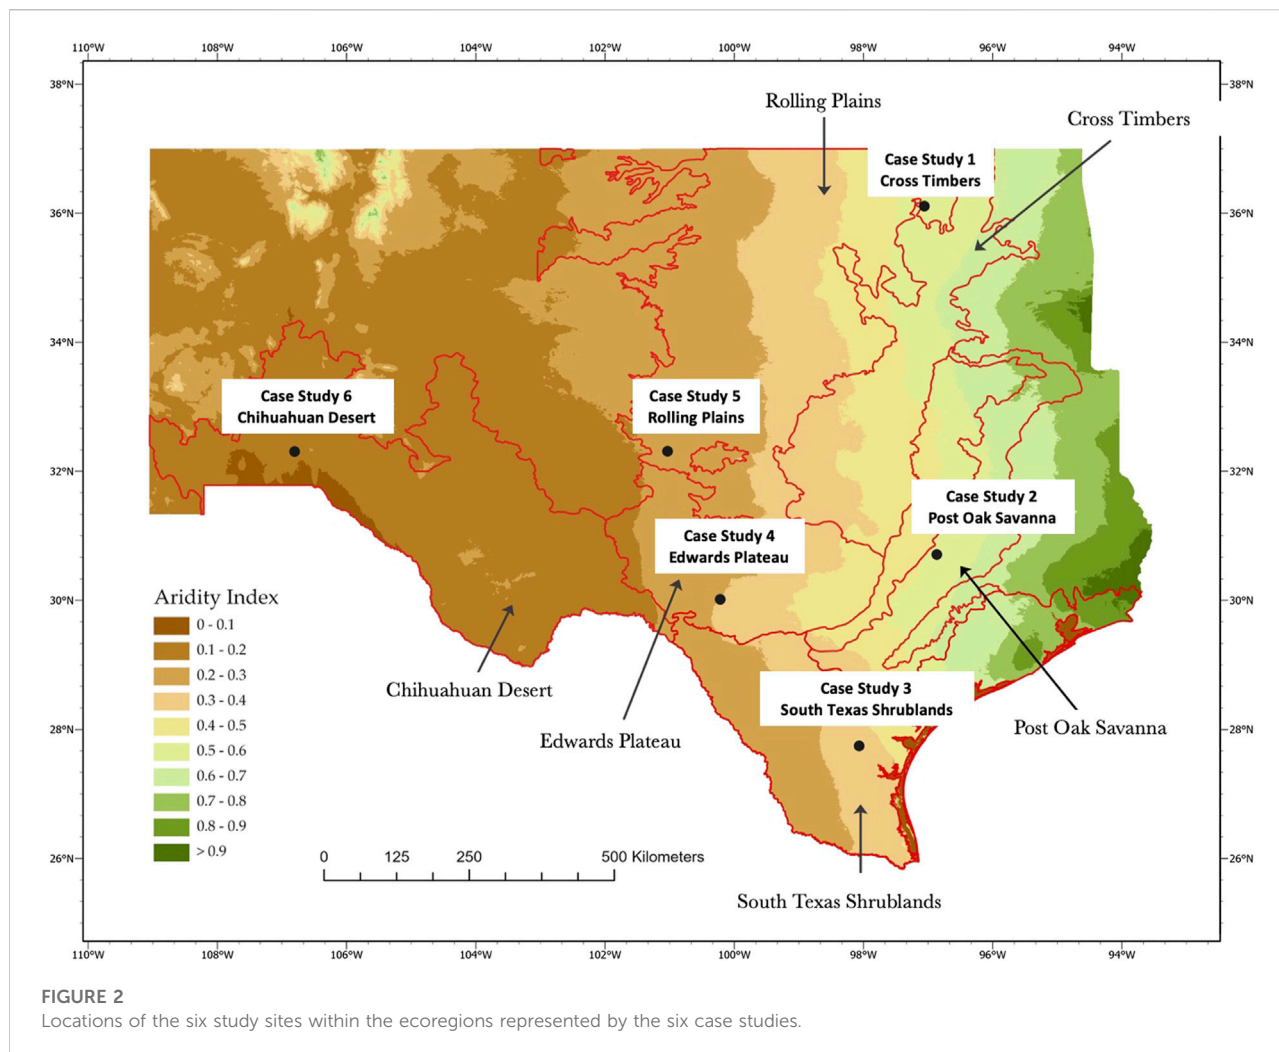 110°W 108°W 106°W 104°W 102°W 100°W 98°W 96°W 94°W
38°N 38°N
Rolling Plains
Cross Timbers
Case Study 1
Cross Timbers
36°N 36°N
34°N 34°N
Case Study 6
Chihuahuan Desert
Case Study 5
Rolling Plains
32°N 32°N
Case Study 2
Post Oak Savanna
Case Study 4
Edwards Plateau
30°N 30°N
Aridity Index
0 - 0.1
0.1 - 0.2
0.2 - 0.3
0.3 - 0.4
0.4 - 0.5
0.5 - 0.6
0.6 - 0.7
0.7 - 0.8
0.8 - 0.9
> 0.9
Chihuahuan Desert
Case Study 3
South Texas Shrublands
Edwards Plateau
Post Oak Savanna
28°N 28°N
0 125 250 500 Kilometers
26°N 26°N
South Texas Shrublands
110°W 108°W 106°W 104°W 102°W 100°W 98°W 96°W 94°W
FIGURE 2
Locations of the six study sites within the ecoregions represented by the six case studies.